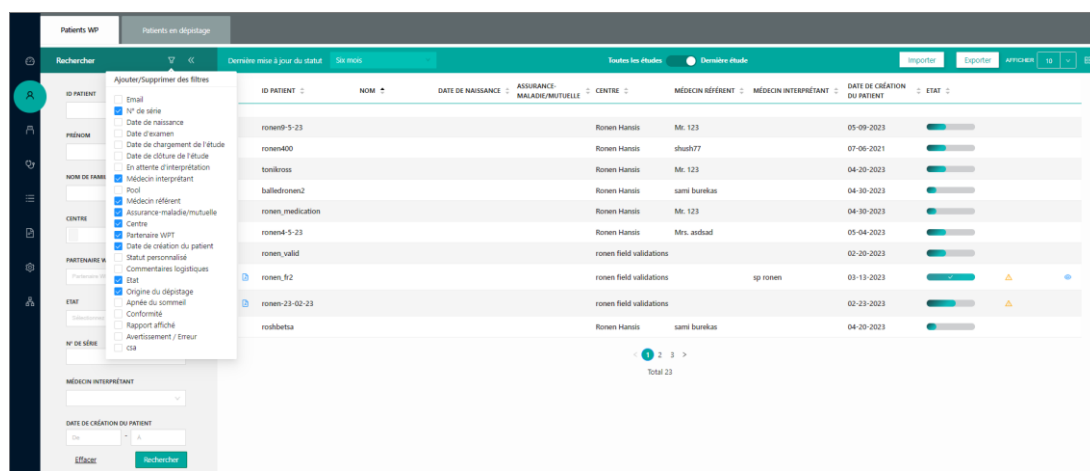 Patients WP
Patients en dépistage
Rechercher
Dernière mise à jour du statut
Six mois
Toutes les études
Dernière étude
Importer
Exporter
AFFICHER
10
Ajouter/Supprimer des filtres
Email
N° de série
Date de naissance
Date d'examen
Date de chargement de l'étude
Date de clôture de l'étude
En attente d'interprétation
Médecin interprétant
Pool
Médecin référent
Assurance-maladie/mutuelle
Centre
Partenaire WPT
Date de création du patient
Statut personnalisé
Commentaires logistiques
Etat
Origine du dépistage
Apnée du sommeil
Conformité
Rapport affiché
Avertissement / Erreur
csa
ID PATIENT
PRÉNOM
NOM DE FAMI
CENTRE
PARTENAIRE W
Partenaire W
ETAT
Sélectionner
N° DE SÉRIE
MÉDECIN INTERPRÉTANT
DATE DE CRÉATION DU PATIENT
De
A
Effacer
Rechercher
ID PATIENT NOM DATE DE NAISSANCE ASSURANCE-MALADIE/MUTUELLE CENTRE MÉDECIN RÉFÉRENT MÉDECIN INTERPRÉTANT DATE DE CRÉATION DU PATIENT ETAT
ronen9-5-23 Ronen Hansis Mr. 123 05-09-2023
ronen400 Ronen Hansis shush77 07-06-2021
tonikross Ronen Hansis Mr. 123 04-20-2023
balledronen2 Ronen Hansis sami burekas 04-30-2023
ronen_medication Ronen Hansis Mr. 123 04-30-2023
ronen4-5-23 Ronen Hansis Mrs. asdsad 05-04-2023
ronen_valid ronen field validations 02-20-2023
ronen_fr2 ronen field validations sp ronen 03-13-2023
ronen-23-02-23 ronen field validations 02-23-2023
roshbetsa Ronen Hansis sami burekas 04-20-2023
< 1 2 3 >
Total 23